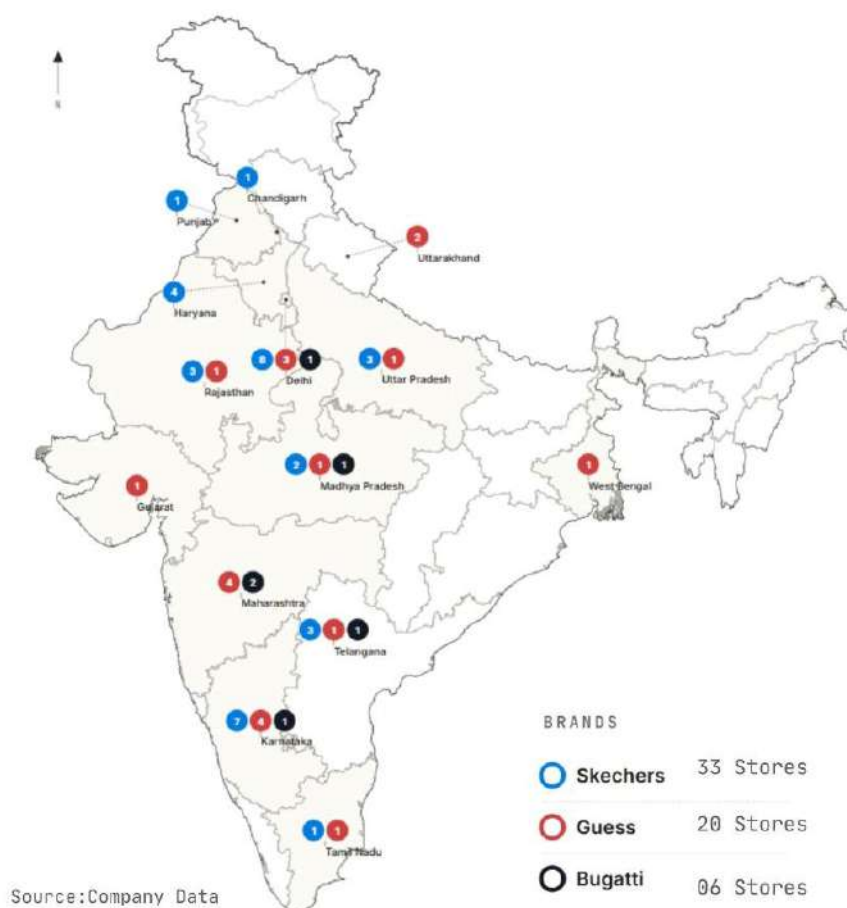 N
1
Chandigarh
1
Punjab
2
Uttarakhand
4
Haryana
8 3 1
Delhi
3 1
Uttar Pradesh
3 1
Rajasthan
2 1 1
Madhya Pradesh
1
West Bengal
1
Gujarat
4 2
Maharashtra
3 1 1
Telangana
7 4 1
Karnataka
1 1
Tamil Nadu
BRANDS
Skechers 33 Stores
Guess 20 Stores
Bugatti 06 Stores
Source:Company Data